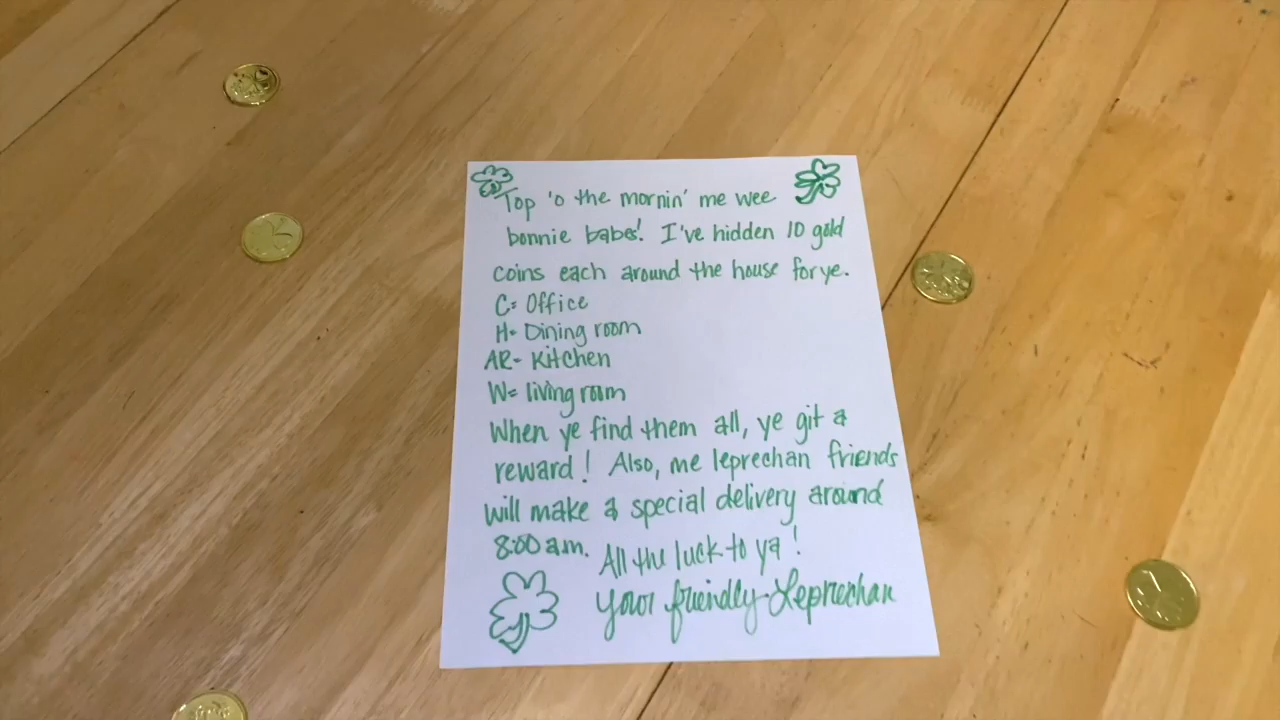 Top 'o the mornin' me wee
bonnie babes! I've hidden 10 gold
coins each around the house for ye.
C= Office
H- Dining room
AR- Kitchen
W= living room
When ye find them all, ye git a
reward! Also, me leprechan friends
will make a special delivery around
8:00 am. All the luck to ya!
Your friendly Leprechan